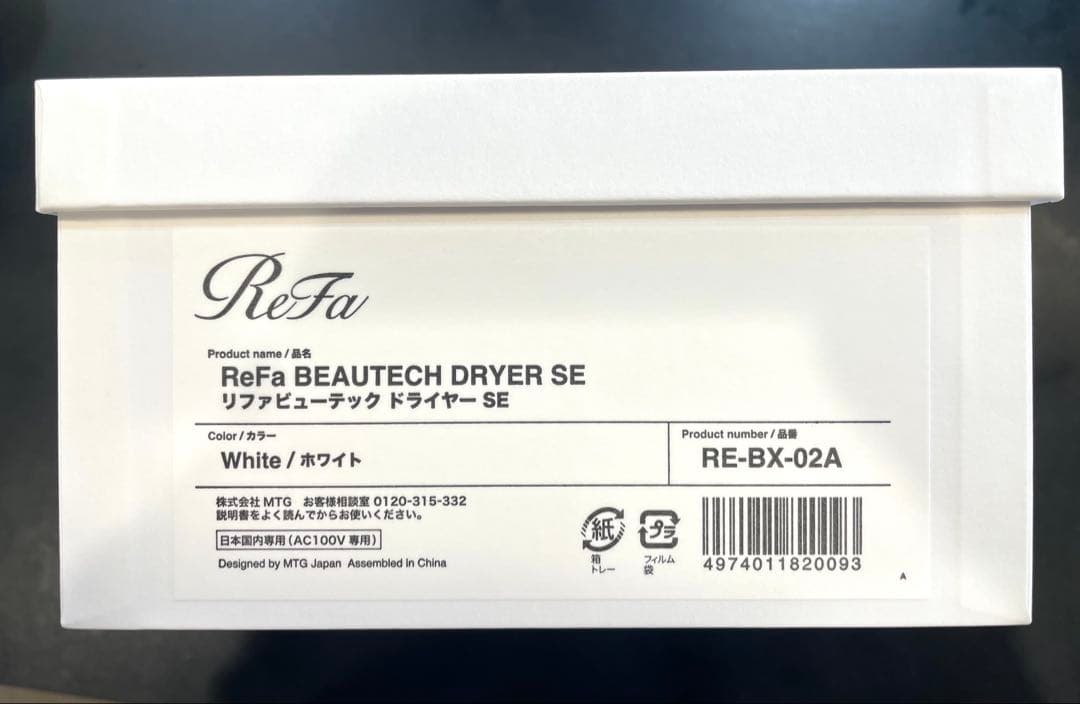 ReFa
Product name / 品名
ReFa BEAUTECH DRYER SE
リファビューテック ドライヤー SE
Color / カラー
White / ホワイト
Product number / 品番
RE-BX-02A
株式会社 MTG お客様相談室 0120-315-332
説明書をよく読んでからお使いください。
日本国内専用（AC100V 専用）
Designed by MTG Japan Assembled in China
紙
箱
トレー
プラ
フィルム
袋
4974011820093
A